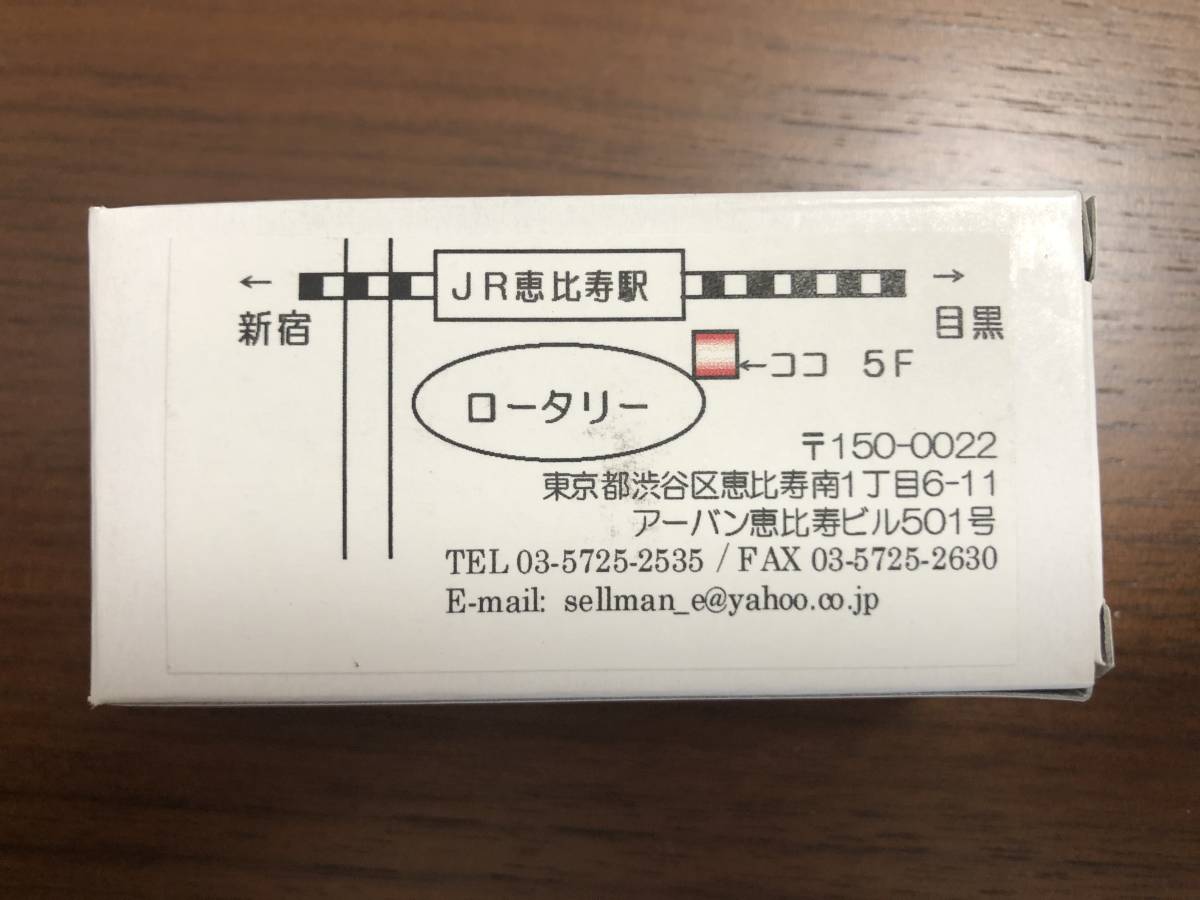 ← JR恵比寿駅 →
新宿 目黒
←ココ 5F
ロータリー
〒150-0022
東京都渋谷区恵比寿南1丁目6-11
アーバン恵比寿ビル501号
TEL 03-5725-2535 / FAX 03-5725-2630
E-mail: sellman_e@yahoo.co.jp